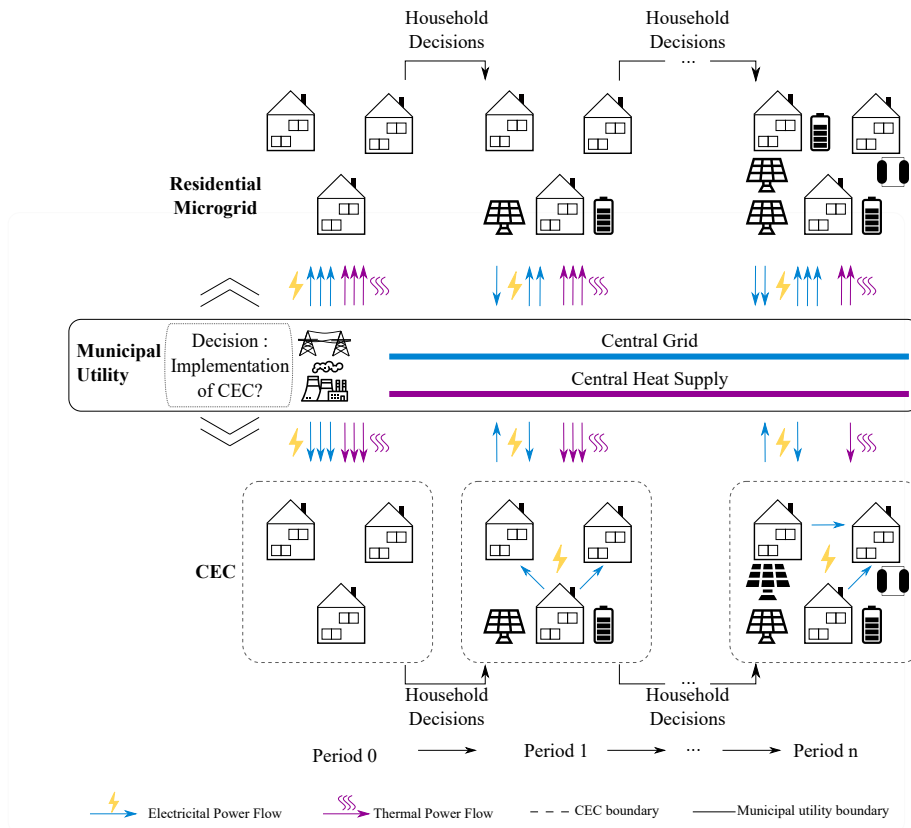 Household
Decisions
Household
Decisions
...
Residential
Microgrid
Municipal
Utility
Decision :
Implementation
of CEC?
Central Grid
Central Heat Supply
CEC
...
Household
Decisions
Household
Decisions
Period 0
Period 1
...
Period n
Electricital Power Flow
Thermal Power Flow
CEC boundary
Municipal utility boundary